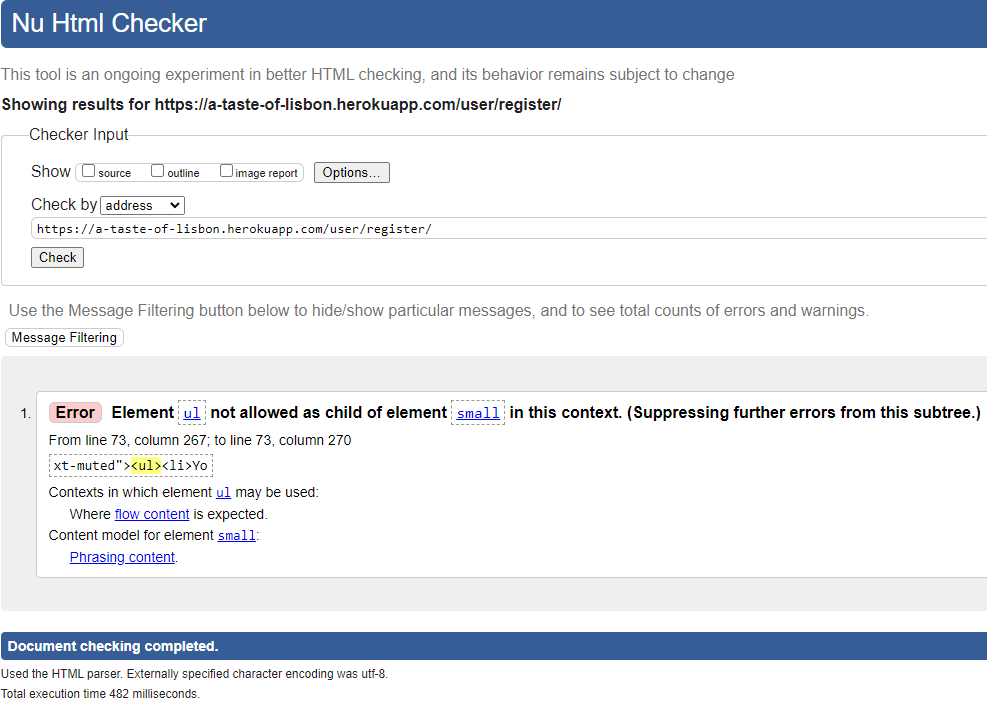 Nu Html Checker
This tool is an ongoing experiment in better HTML checking, and its behavior remains subject to change
Showing results for https://a-taste-of-lisbon.herokuapp.com/user/register/
Checker Input
Show source outline image report Options...
Check by address
https://a-taste-of-lisbon.herokuapp.com/user/register/
Check
Use the Message Filtering button below to hide/show particular messages, and to see total counts of errors and warnings.
Message Filtering
1. Error Element ul not allowed as child of element small in this context. (Suppressing further errors from this subtree.)
From line 73, column 267; to line 73, column 270
xt-muted"><ul><li>Yo
Contexts in which element ul may be used:
Where flow content is expected.
Content model for element small:
Phrasing content.
Document checking completed.
Used the HTML parser. Externally specified character encoding was utf-8.
Total execution time 482 milliseconds.